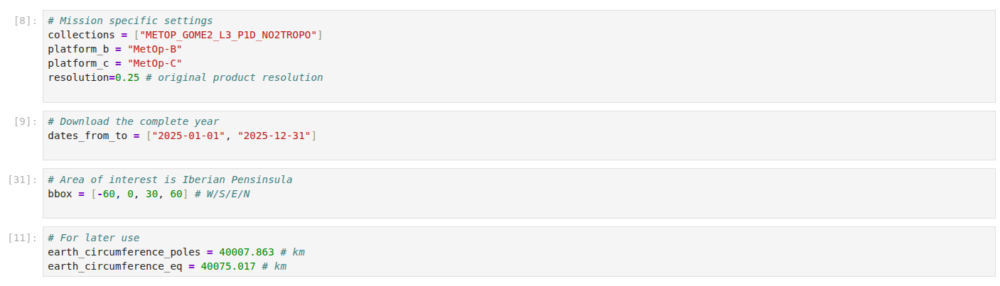 [8]:
# Mission specific settings
collections = ["METOP_GOME2_L3_P1D_NO2TROPO"]
platform_b = "MetOp-B"
platform_c = "MetOp-C"
resolution=0.25 # original product resolution
[9]:
# Download the complete year
dates_from_to = ["2025-01-01", "2025-12-31"]
[31]:
# Area of interest is Iberian Pensinsula
bbox = [-60, 0, 30, 60] # W/S/E/N
[11]:
# For later use
earth_circumference_poles = 40007.863 # km
earth_circumference_eq = 40075.017 # km